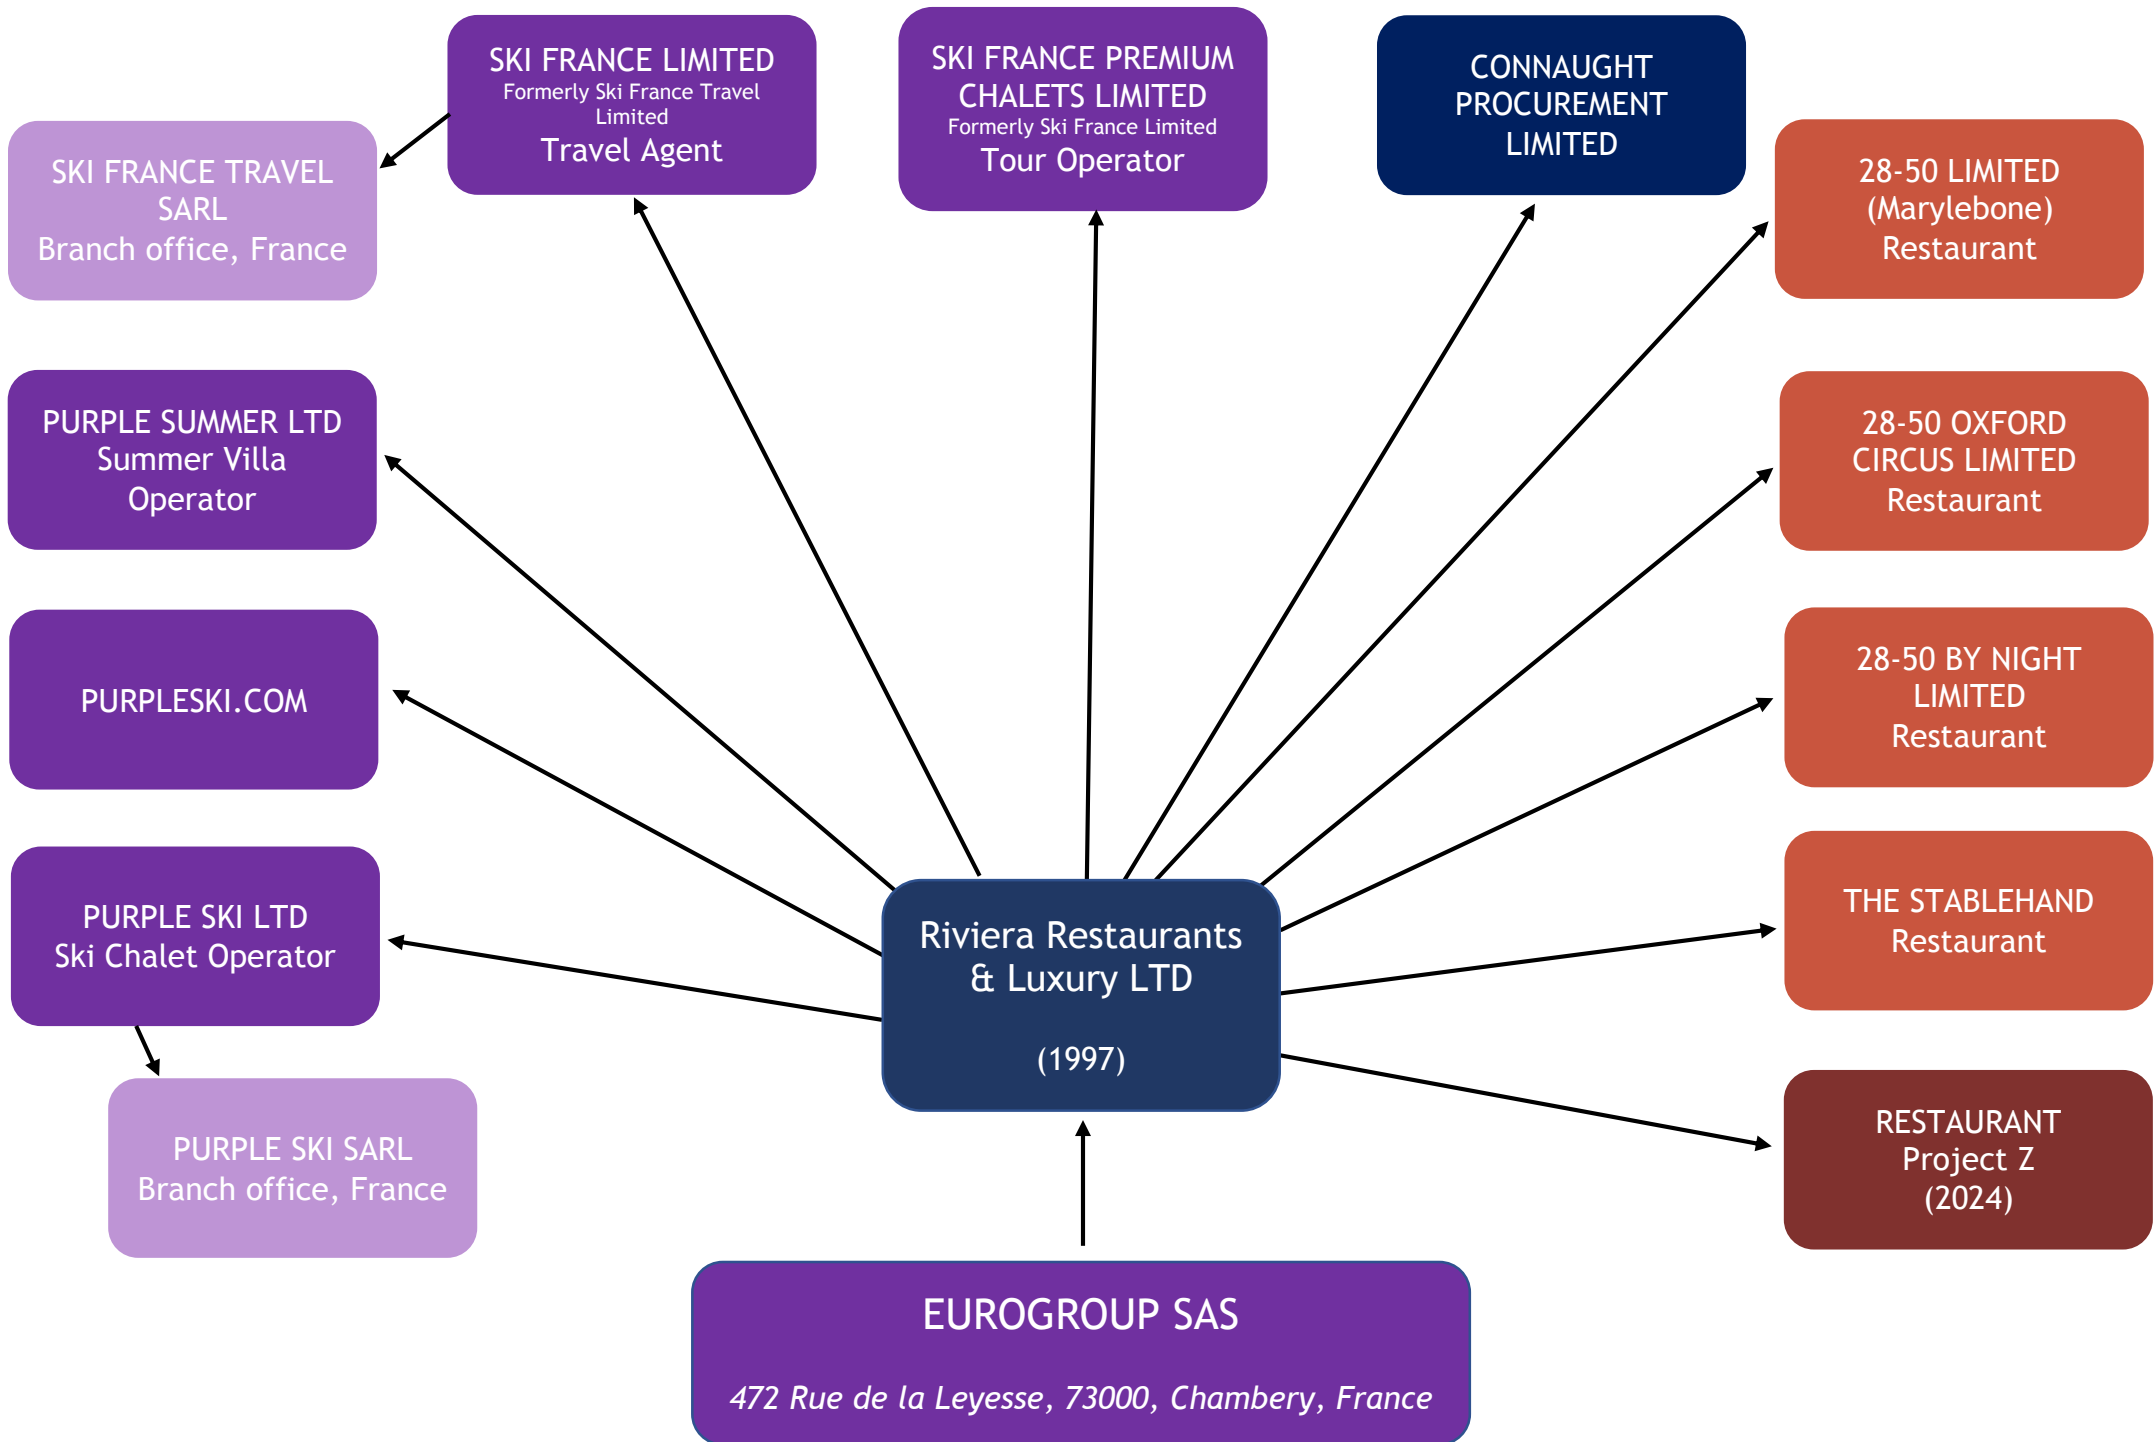 SKI FRANCE LIMITED
Formerly Ski France Travel
Limited
Travel Agent
SKI FRANCE PREMIUM
CHALETS LIMITED
Formerly Ski France Limited
Tour Operator
CONNAUGHT
PROCUREMENT
LIMITED
SKI FRANCE TRAVEL
SARL
Branch office, France
28-50 LIMITED
(Marylebone)
Restaurant
PURPLE SUMMER LTD
Summer Villa
Operator
28-50 OXFORD
CIRCUS LIMITED
Restaurant
PURPLESKI.COM
28-50 BY NIGHT
LIMITED
Restaurant
PURPLE SKI LTD
Ski Chalet Operator
Riviera Restaurants
& Luxury LTD
(1997)
THE STABLEHAND
Restaurant
PURPLE SKI SARL
Branch office, France
RESTAURANT
Project Z
(2024)
EUROGROUP SAS
472 Rue de la Leyesse, 73000, Chambery, France